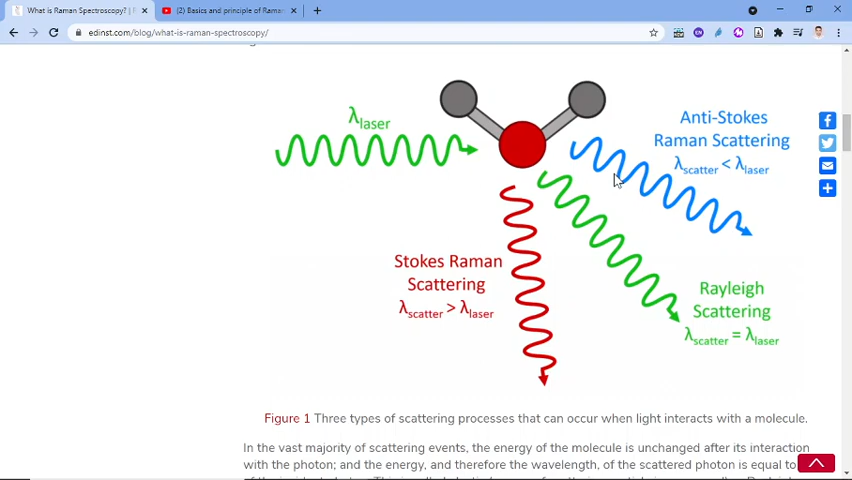 What is Raman Spectroscopy? |
(2) Basics and principle of Raman
edinst.com/blog/what-is-raman-spectroscopy/
λlaser
Anti-Stokes
Raman Scattering
λscatter < λlaser
Stokes Raman
Scattering
λscatter > λlaser
Rayleigh
Scattering
λscatter = λlaser
Figure 1 Three types of scattering processes that can occur when light interacts with a molecule.
In the vast majority of scattering events, the energy of the molecule is unchanged after its interaction
with the photon; and the energy, and therefore the wavelength, of the scattered photon is equal to